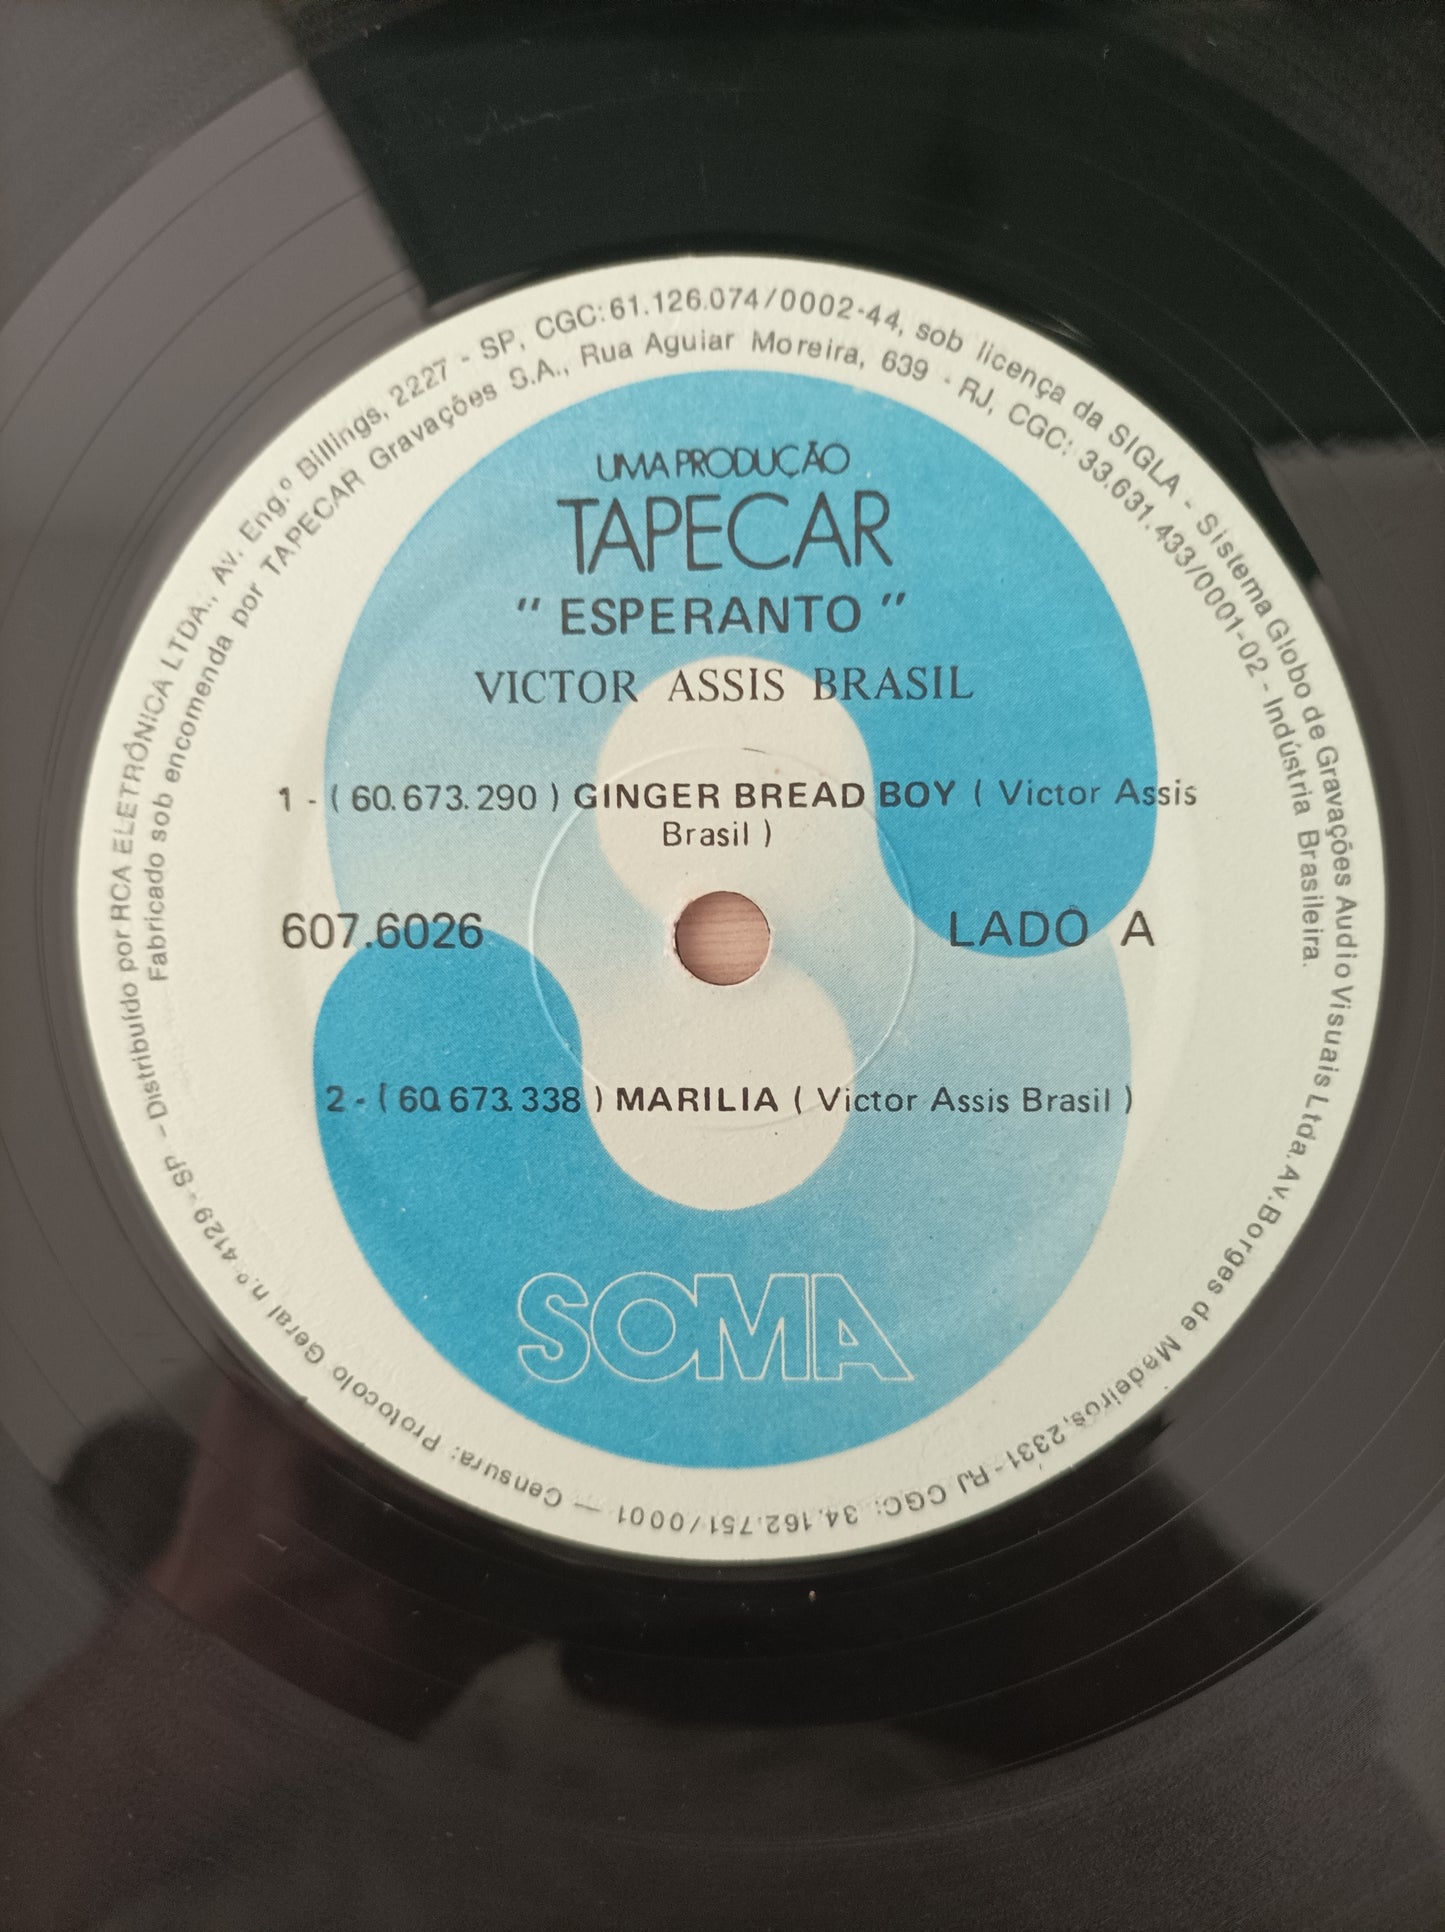 UMA PRODUÇÃO
TAPECAR
" ESPERANTO "
VICTOR ASSIS BRASIL
1 - ( 60.673.290 ) GINGER BREAD BOY ( Victor Assis
Brasil )
607.6026
LADO A
2 - ( 60.673.338 ) MARILIA ( Victor Assis Brasil )
SOMA
Distribuído por RCA ELETRÔNICA LTDA., Av. Eng.º Billings, 2227 - SP, CGC: 61.126.074/0002-44, sob licença da SIGLA - Sistema Globo de Gravações Audio Visuais Ltda. Av. Borges de Madeiros, 2331 - RJ CGC: 34.162.751/0001 — Censura: Protocolo Geral n.º 4129 - SP -
Fabricado sob encomenda por TAPECAR Gravações S.A., Rua Aguiar Moreira, 639 - RJ, CGC: 33.631.433/0001-02 - Indústria Brasileira.